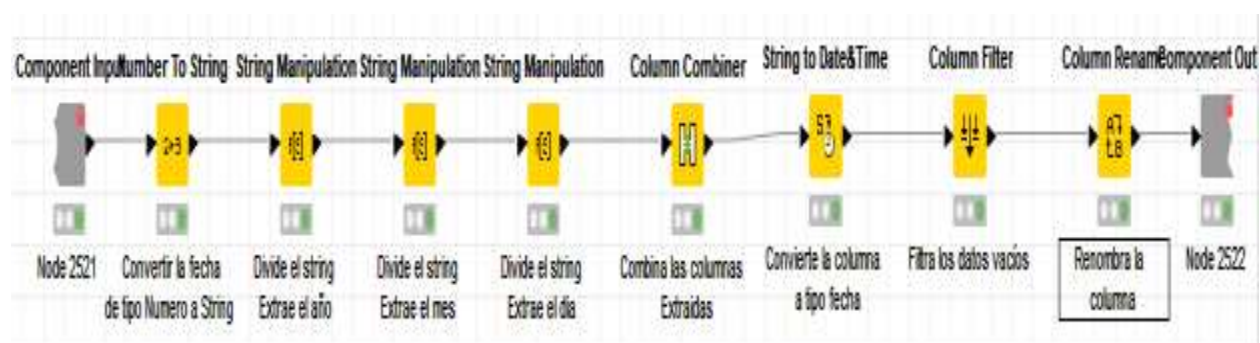 Component Input Number To String String Manipulation String Manipulation String Manipulation Column Combiner String to Date&Time Column Filter Column Rename Component Out
Node 2521
Convertir la fecha
de tipo Numero a String
Divide el string
Extrae el año
Divide el string
Extrae el mes
Divide el string
Extrae el dia
Combina las columnas
Extraidas
Convierte la columna
a tipo fecha
Filtra los datos vacíos
Renombra la
columna
Node 2522